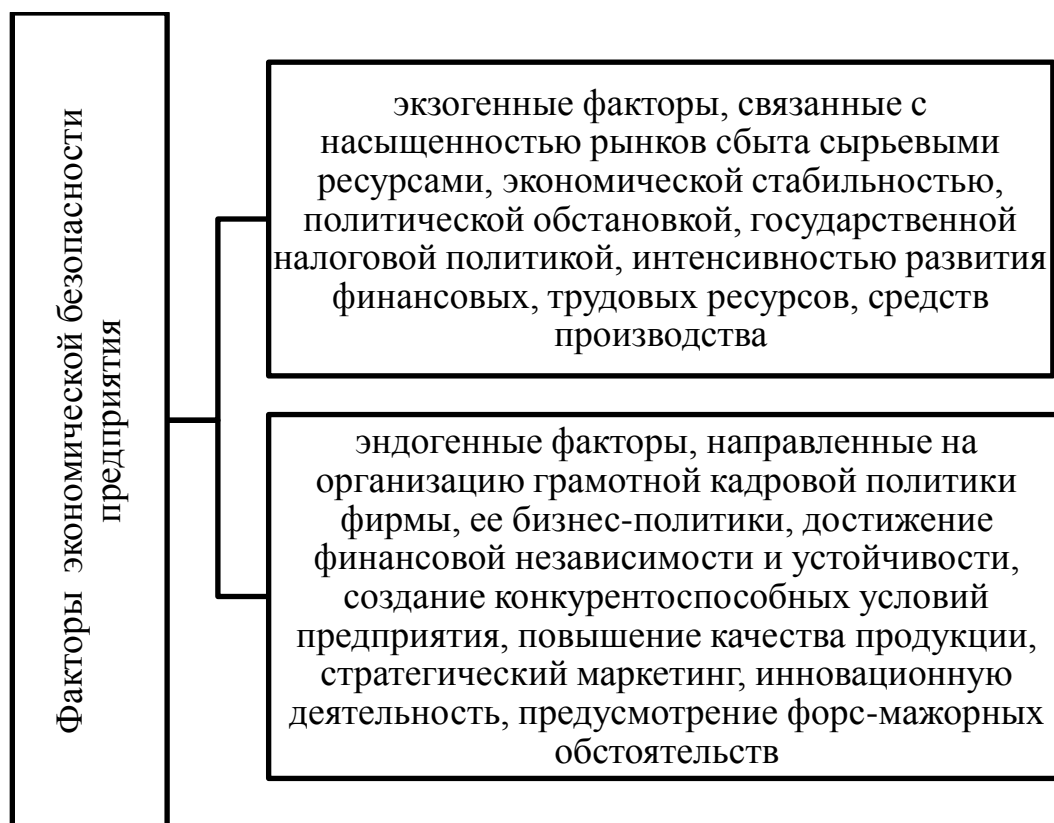 Факторы экономической безопасности
предприятия
экзогенные факторы, связанные с
насыщенностью рынков сбыта сырьевыми
ресурсами, экономической стабильностью,
политической обстановкой, государственной
налоговой политикой, интенсивностью развития
финансовых, трудовых ресурсов, средств
производства
эндогенные факторы, направленные на
организацию грамотной кадровой политики
фирмы, ее бизнес-политики, достижение
финансовой независимости и устойчивости,
создание конкурентоспособных условий
предприятия, повышение качества продукции,
стратегический маркетинг, инновационную
деятельность, предусмотрение форс-мажорных
обстоятельств